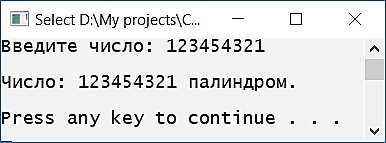 Select D:\My projects\C...
Введите число: 123454321
Число: 123454321 палиндром.
Press any key to continue . . .